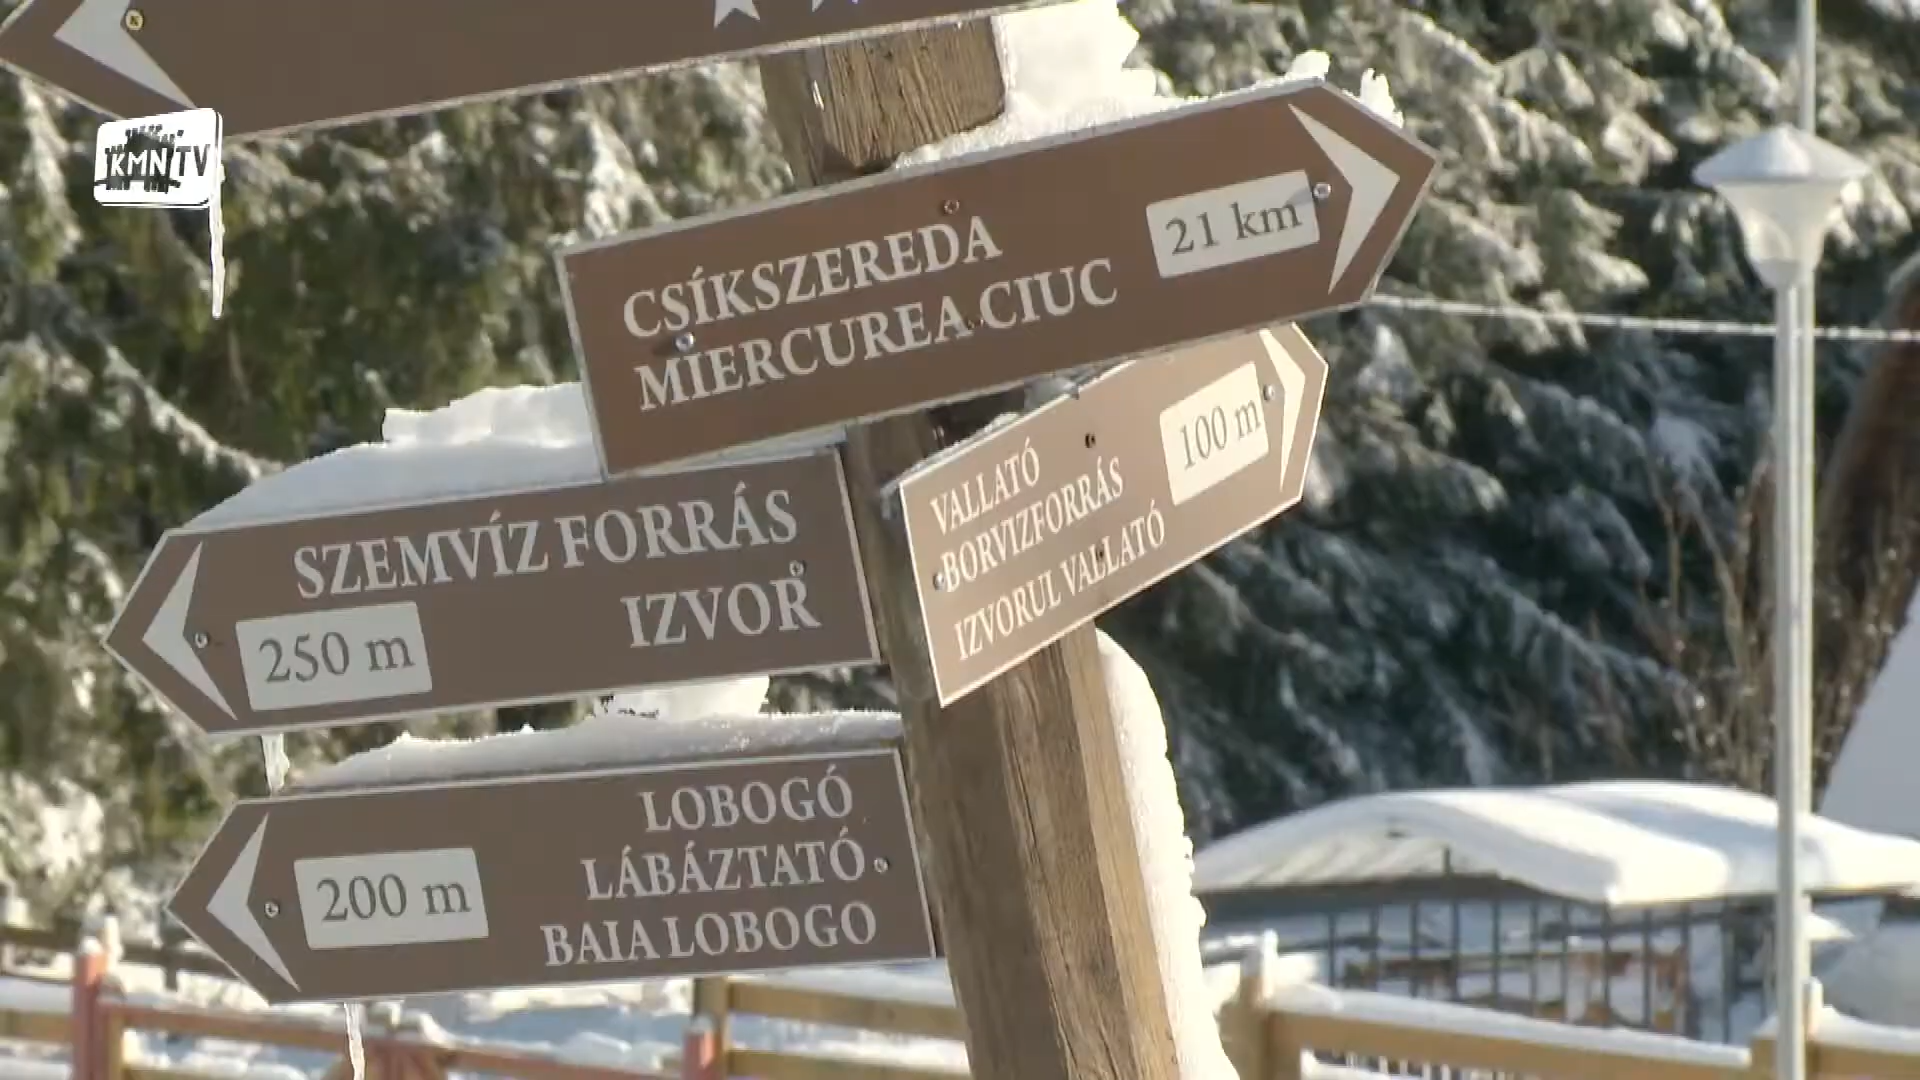 KMN TV
CSÍKSZEREDA
MIERCUREA CIUC
21 km
VALLATÓ
BORVIZFORRÁS
IZVORUL VALLATÓ
100 m
SZEMVÍZ FORRÁS
IZVOR
250 m
LOBOGÓ
LÁBÁZTATÓ
BAIA LOBOGO
200 m